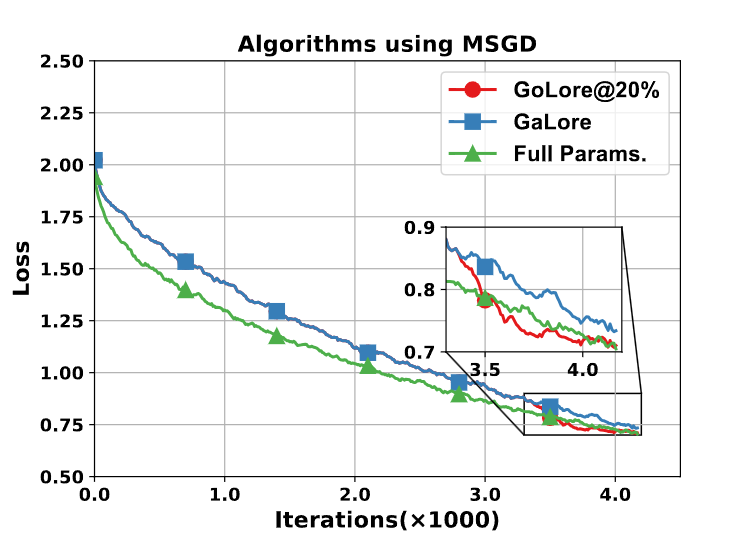 Algorithms using MSGD
2.50
2.25
2.00
1.75
1.50
1.25
1.00
0.75
0.50
Loss
GoLore@20%
GaLore
Full Params.
0.9
0.8
0.7
3.5 4.0
0.0 1.0 2.0 3.0 4.0
Iterations(×1000)